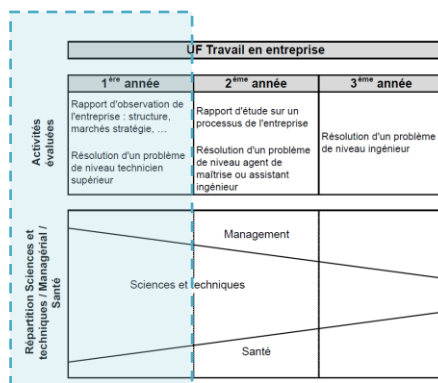 UF Travail en entreprise
1ère année
2ème année
3ème année
Activités
évaluées
Rapport d'observation de
l'entreprise : structure,
marchés stratégie, ...
Résolution d'un problème
de niveau technicien
supérieur
Rapport d'étude sur un
processus de l'entreprise
Résolution d'un problème
de niveau agent de
maîtrise ou assistant
ingénieur
Résolution d'un problème
de niveau ingénieur
Répartition Sciences et
techniques / Managérial /
Santé
Management
Sciences et techniques
Santé